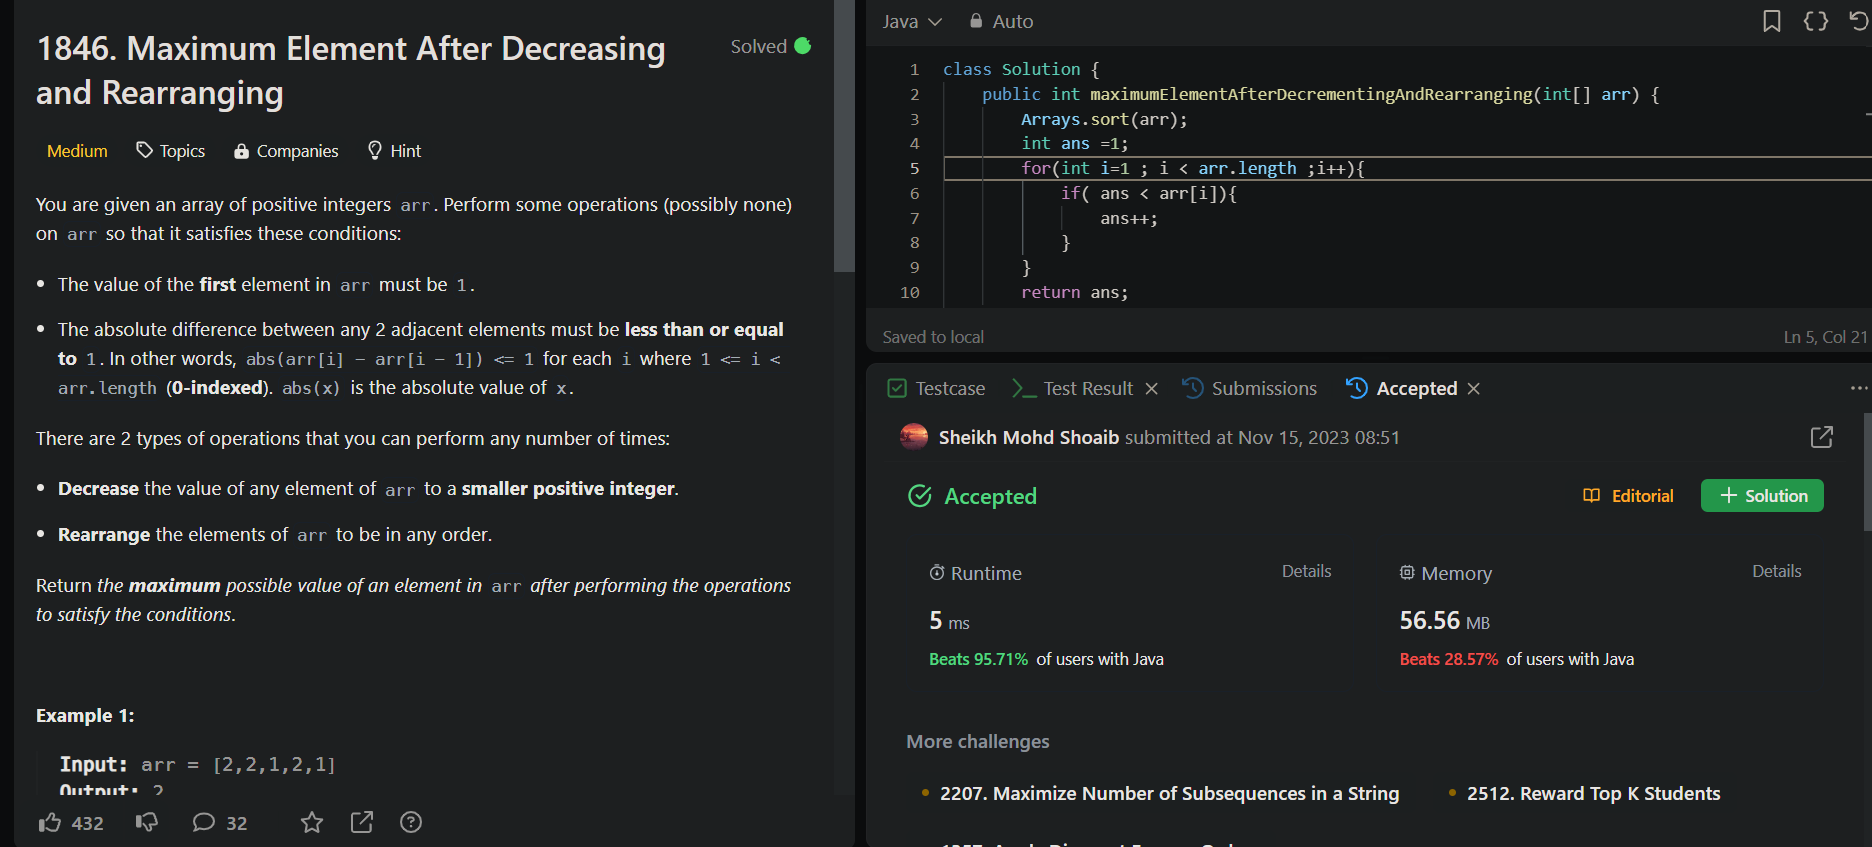 1846. Maximum Element After Decreasing
and Rearranging
Solved
Medium Topics Companies Hint
You are given an array of positive integers arr. Perform some operations (possibly none)
on arr so that it satisfies these conditions:
• The value of the first element in arr must be 1.
• The absolute difference between any 2 adjacent elements must be less than or equal
to 1. In other words, abs(arr[i] - arr[i - 1]) <= 1 for each i where 1 <= i <
arr.length (0-indexed). abs(x) is the absolute value of x.
There are 2 types of operations that you can perform any number of times:
• Decrease the value of any element of arr to a smaller positive integer.
• Rearrange the elements of arr to be in any order.
Return the maximum possible value of an element in arr after performing the operations
to satisfy the conditions.
Example 1:
Input: arr = [2,2,1,2,1]
Output: 2
432 32
Java Auto
1 class Solution {
2 public int maximumElementAfterDecrementingAndRearranging(int[] arr) {
3 Arrays.sort(arr);
4 int ans =1;
5 for(int i=1 ; i < arr.length ;i++){
6 if( ans < arr[i]){
7 ans++;
8 }
9 }
10 return ans;
Saved to local
Ln 5, Col 21
Testcase Test Result Submissions Accepted
Sheikh Mohd Shoaib submitted at Nov 15, 2023 08:51
Accepted
Editorial
Solution
Runtime Details
5 ms
Beats 95.71% of users with Java
Memory Details
56.56 MB
Beats 28.57% of users with Java
More challenges
• 2207. Maximize Number of Subsequences in a String
• 2512. Reward Top K Students